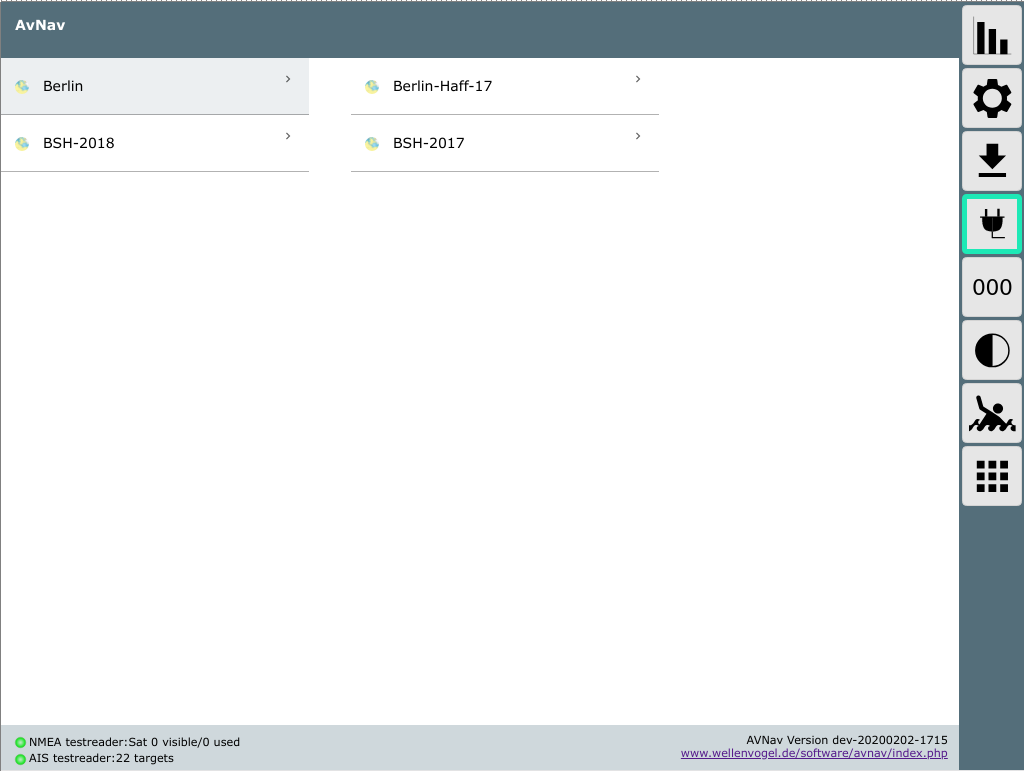 AvNav
Berlin
Berlin-Haff-17
BSH-2018
BSH-2017
000
NMEA testreader:Sat 0 visible/0 used
AIS testreader:22 targets
AVNav Version dev-20200202-1715
www.wellenvogel.de/software/avnav/index.php